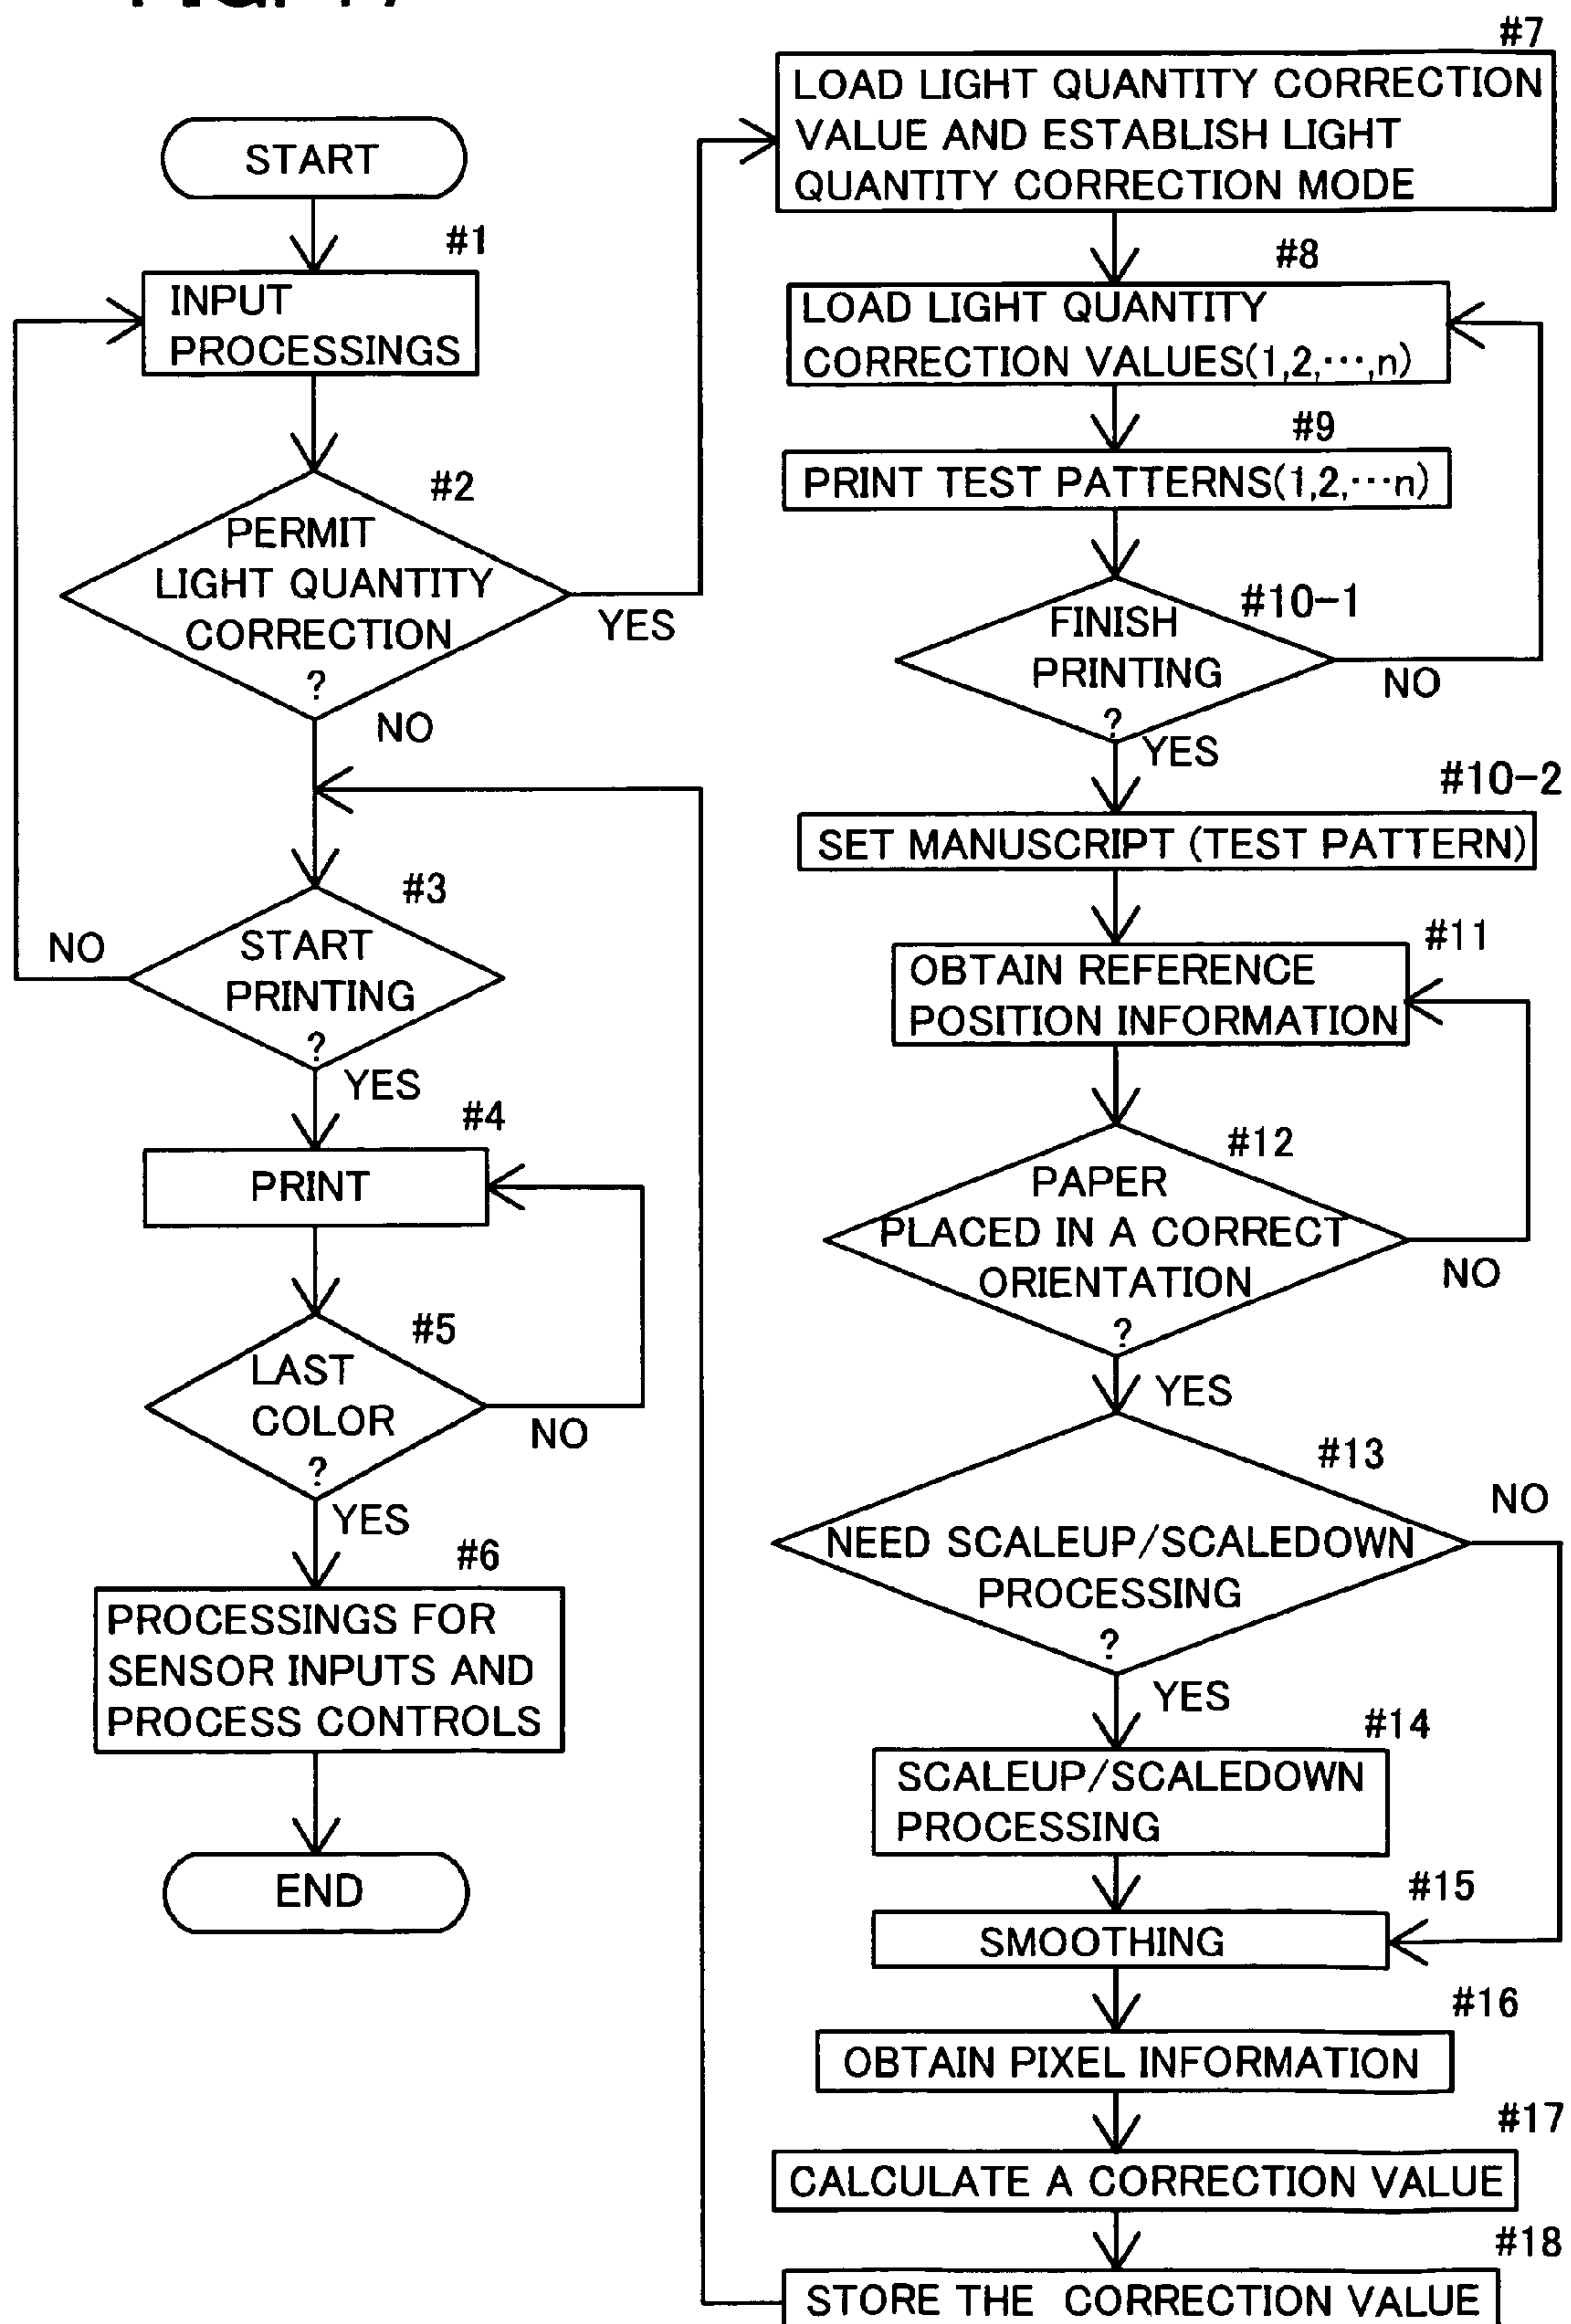 START
#1
INPUT
PROCESSINGS
#2
PERMIT
LIGHT QUANTITY
CORRECTION
?
YES
NO
#3
START
PRINTING
?
NO
YES
#4
PRINT
#5
LAST
COLOR
?
NO
YES
#6
PROCESSINGS FOR
SENSOR INPUTS AND
PROCESS CONTROLS
END
#7
LOAD LIGHT QUANTITY CORRECTION
VALUE AND ESTABLISH LIGHT
QUANTITY CORRECTION MODE
#8
LOAD LIGHT QUANTITY
CORRECTION VALUES(1,2,···,n)
#9
PRINT TEST PATTERNS(1,2,···n)
#10-1
FINISH
PRINTING
?
NO
YES
#10-2
SET MANUSCRIPT (TEST PATTERN)
#11
OBTAIN REFERENCE
POSITION INFORMATION
#12
PAPER
PLACED IN A CORRECT
ORIENTATION
?
NO
YES
#13
NO
NEED SCALEUP/SCALEDOWN
PROCESSING
?
YES
#14
SCALEUP/SCALEDOWN
PROCESSING
#15
SMOOTHING
#16
OBTAIN PIXEL INFORMATION
#17
CALCULATE A CORRECTION VALUE
#18
STORE THE CORRECTION VALUE